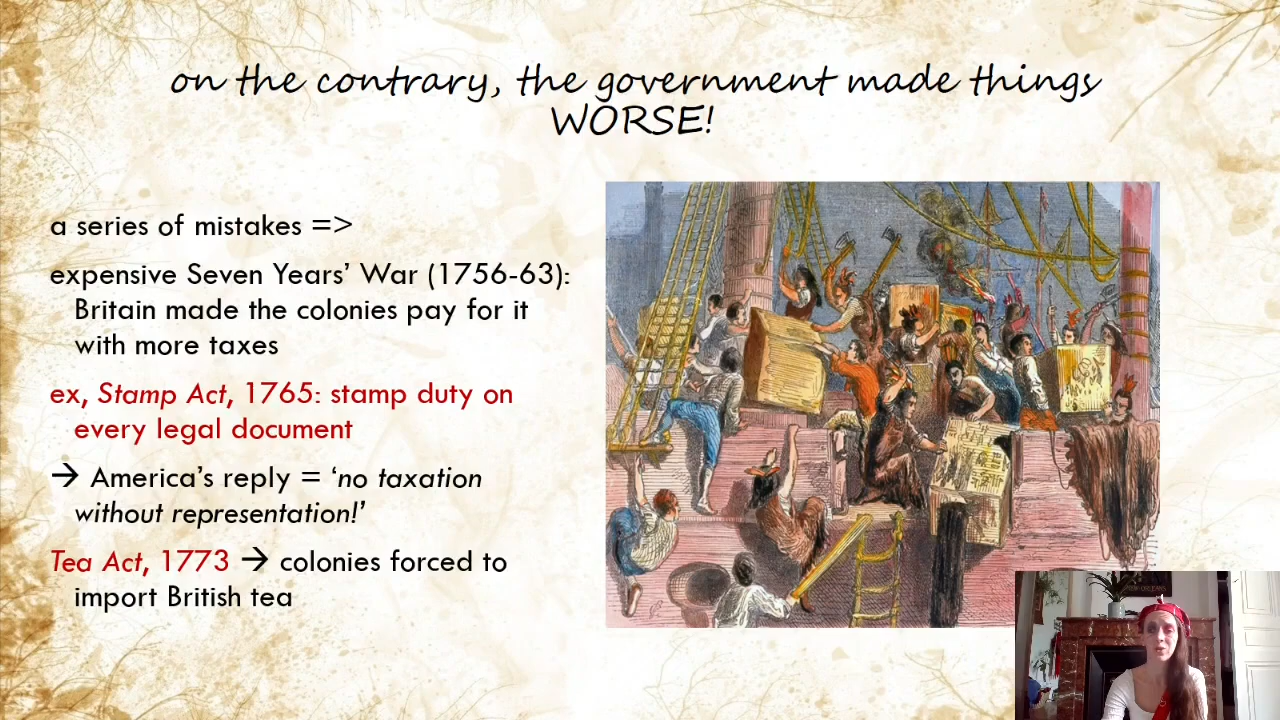 on the contrary, the government made things
WORSE!
a series of mistakes =>
expensive Seven Years’ War (1756-63):
Britain made the colonies pay for it
with more taxes
ex, Stamp Act, 1765: stamp duty on
every legal document
→ America’s reply = ‘no taxation
without representation!’
Tea Act, 1773 → colonies forced to
import British tea